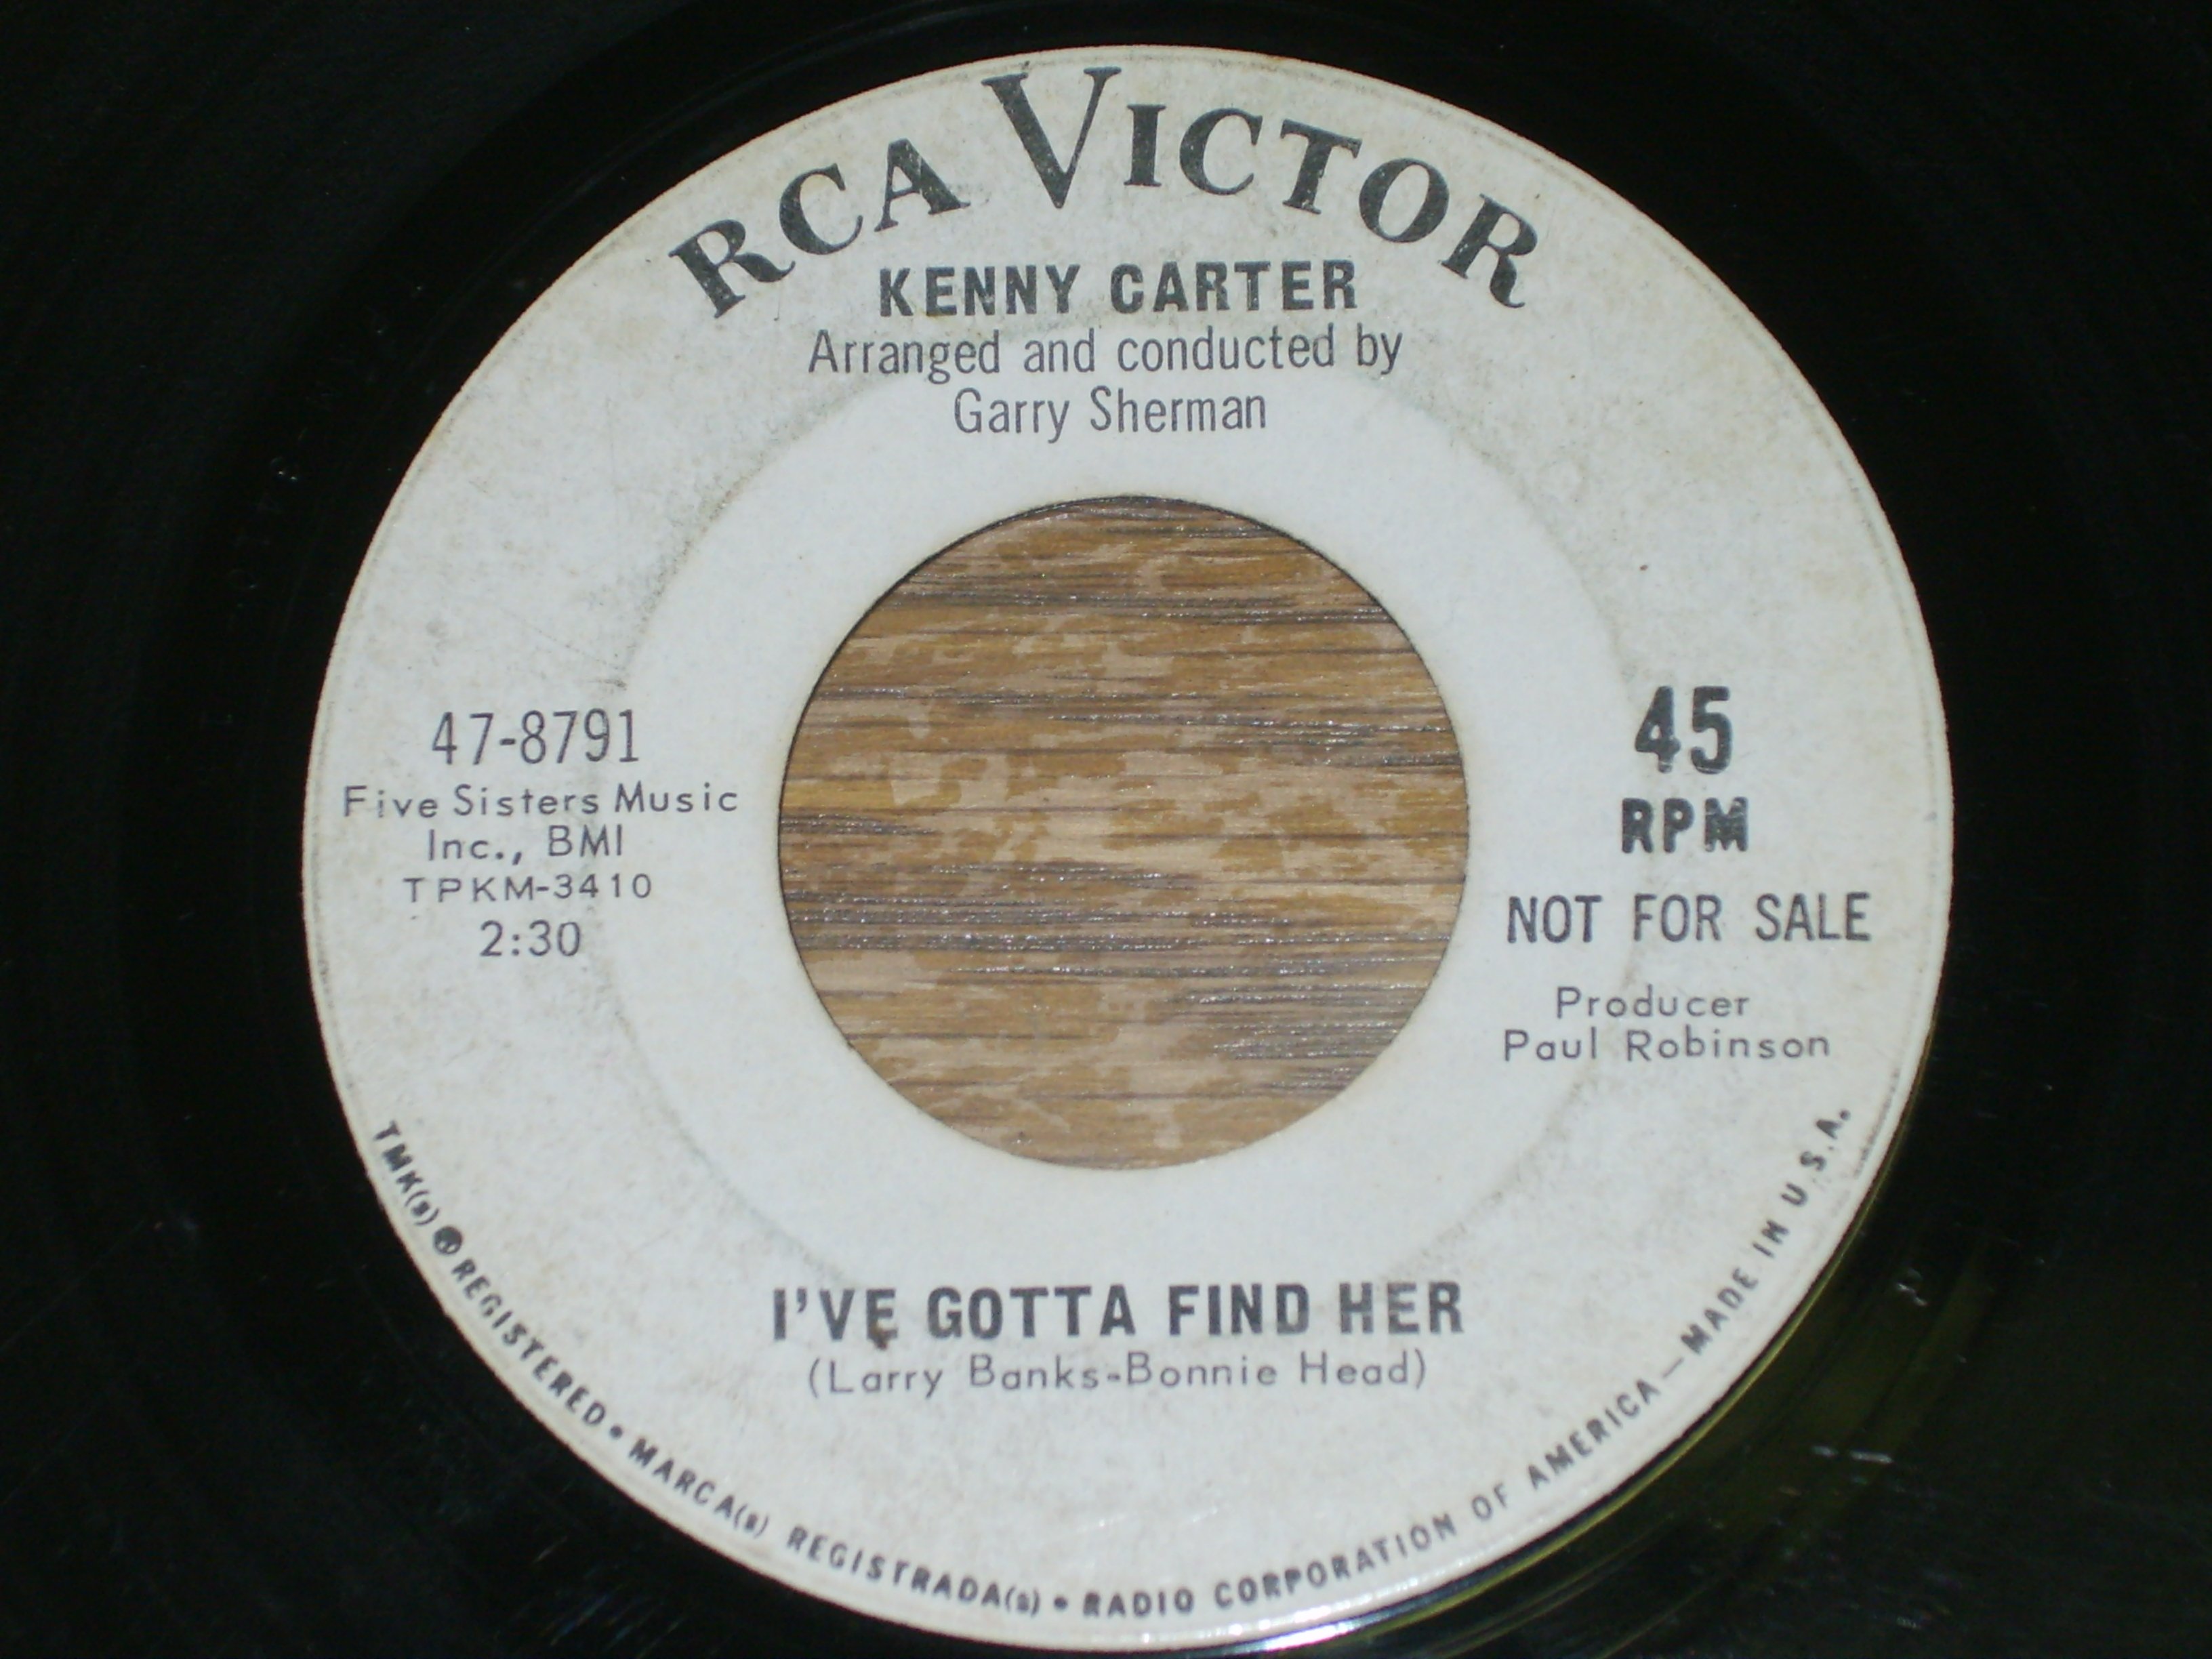 RCA VICTOR
KENNY CARTER
Arranged and conducted by
Garry Sherman
47-8791
Five Sisters Music
Inc., BMI
TPKM-3410
2:30
45
RPM
NOT FOR SALE
Producer
Paul Robinson
I'VE GOTTA FIND HER
(Larry Banks-Bonnie Head)
TMK(s) ® REGISTERED • MARCA(s) REGISTRADA(s) • RADIO CORPORATION OF AMERICA — MADE IN U.S.A.